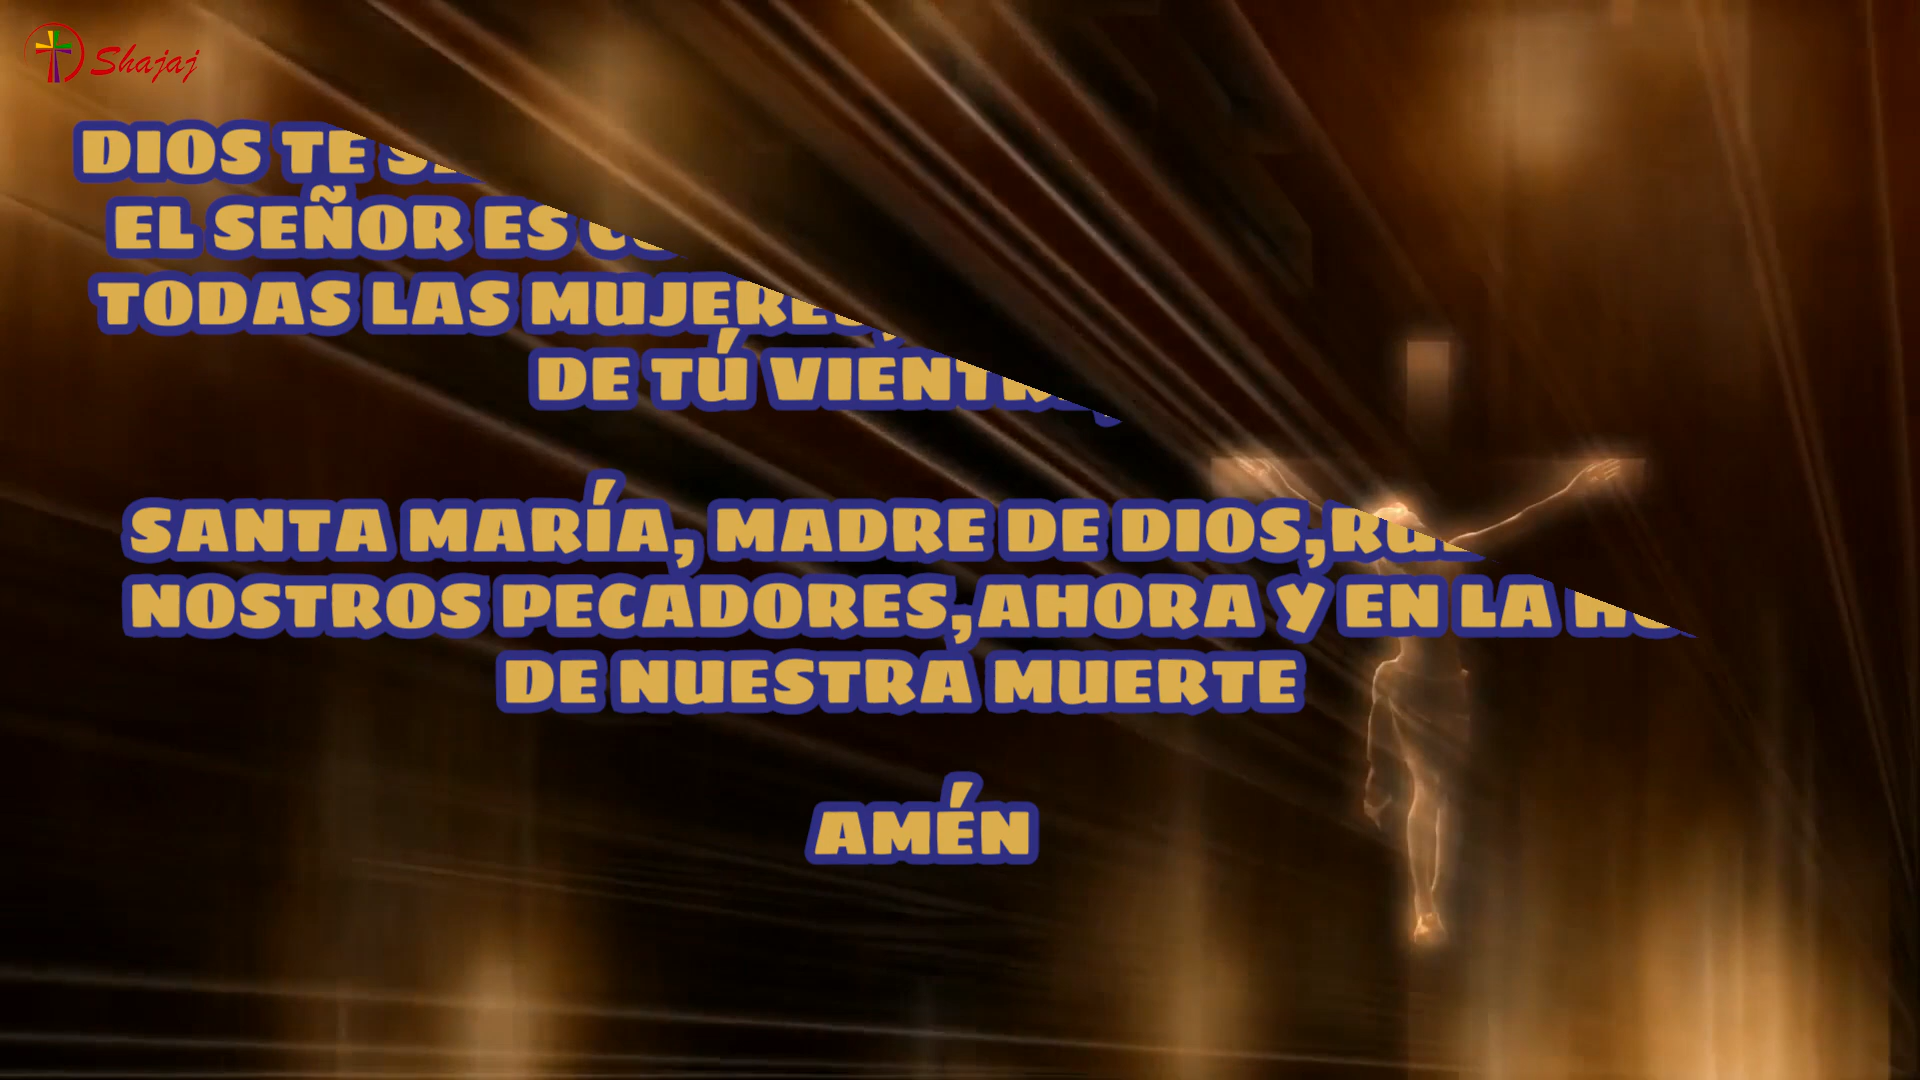 Shajaj
DIOS TE
EL SEÑOR ES
TODAS LAS MUJERES,
DE TÚ VIENTRE
SANTA MARÍA, MADRE DE DIOS,
NOSTROS PECADORES,AHORA Y EN LA
DE NUESTRA MUERTE
AMÉN